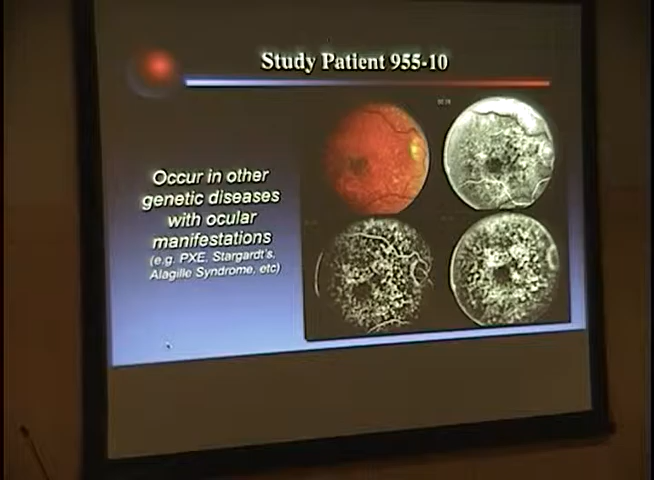 Study Patient 955-10
Occur in other
genetic diseases
with ocular
manifestations
(e.g. PXE, Stargardt's,
Alagille Syndrome, etc)